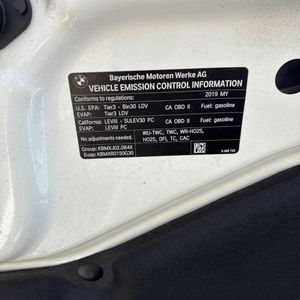 Bayerische Motoren Werke AG
VEHICLE EMISSION CONTROL INFORMATION
Conforms to regulations: 2019 MY
U.S. EPA: Tier3 - Bin30 LDV CA OBD II Fuel: gasoline
EVAP: Tier3 LDV
California: LEVIII - SULEV30 PC CA OBD II Fuel: gasoline
EVAP: LEVIII PC
No adjustments needed. WU-TWC, TWC, WR-HO2S,
HO2S, DFI, TC, CAC
Group: KBMXJ02.0B4X
Evap: KBMXR0150G30